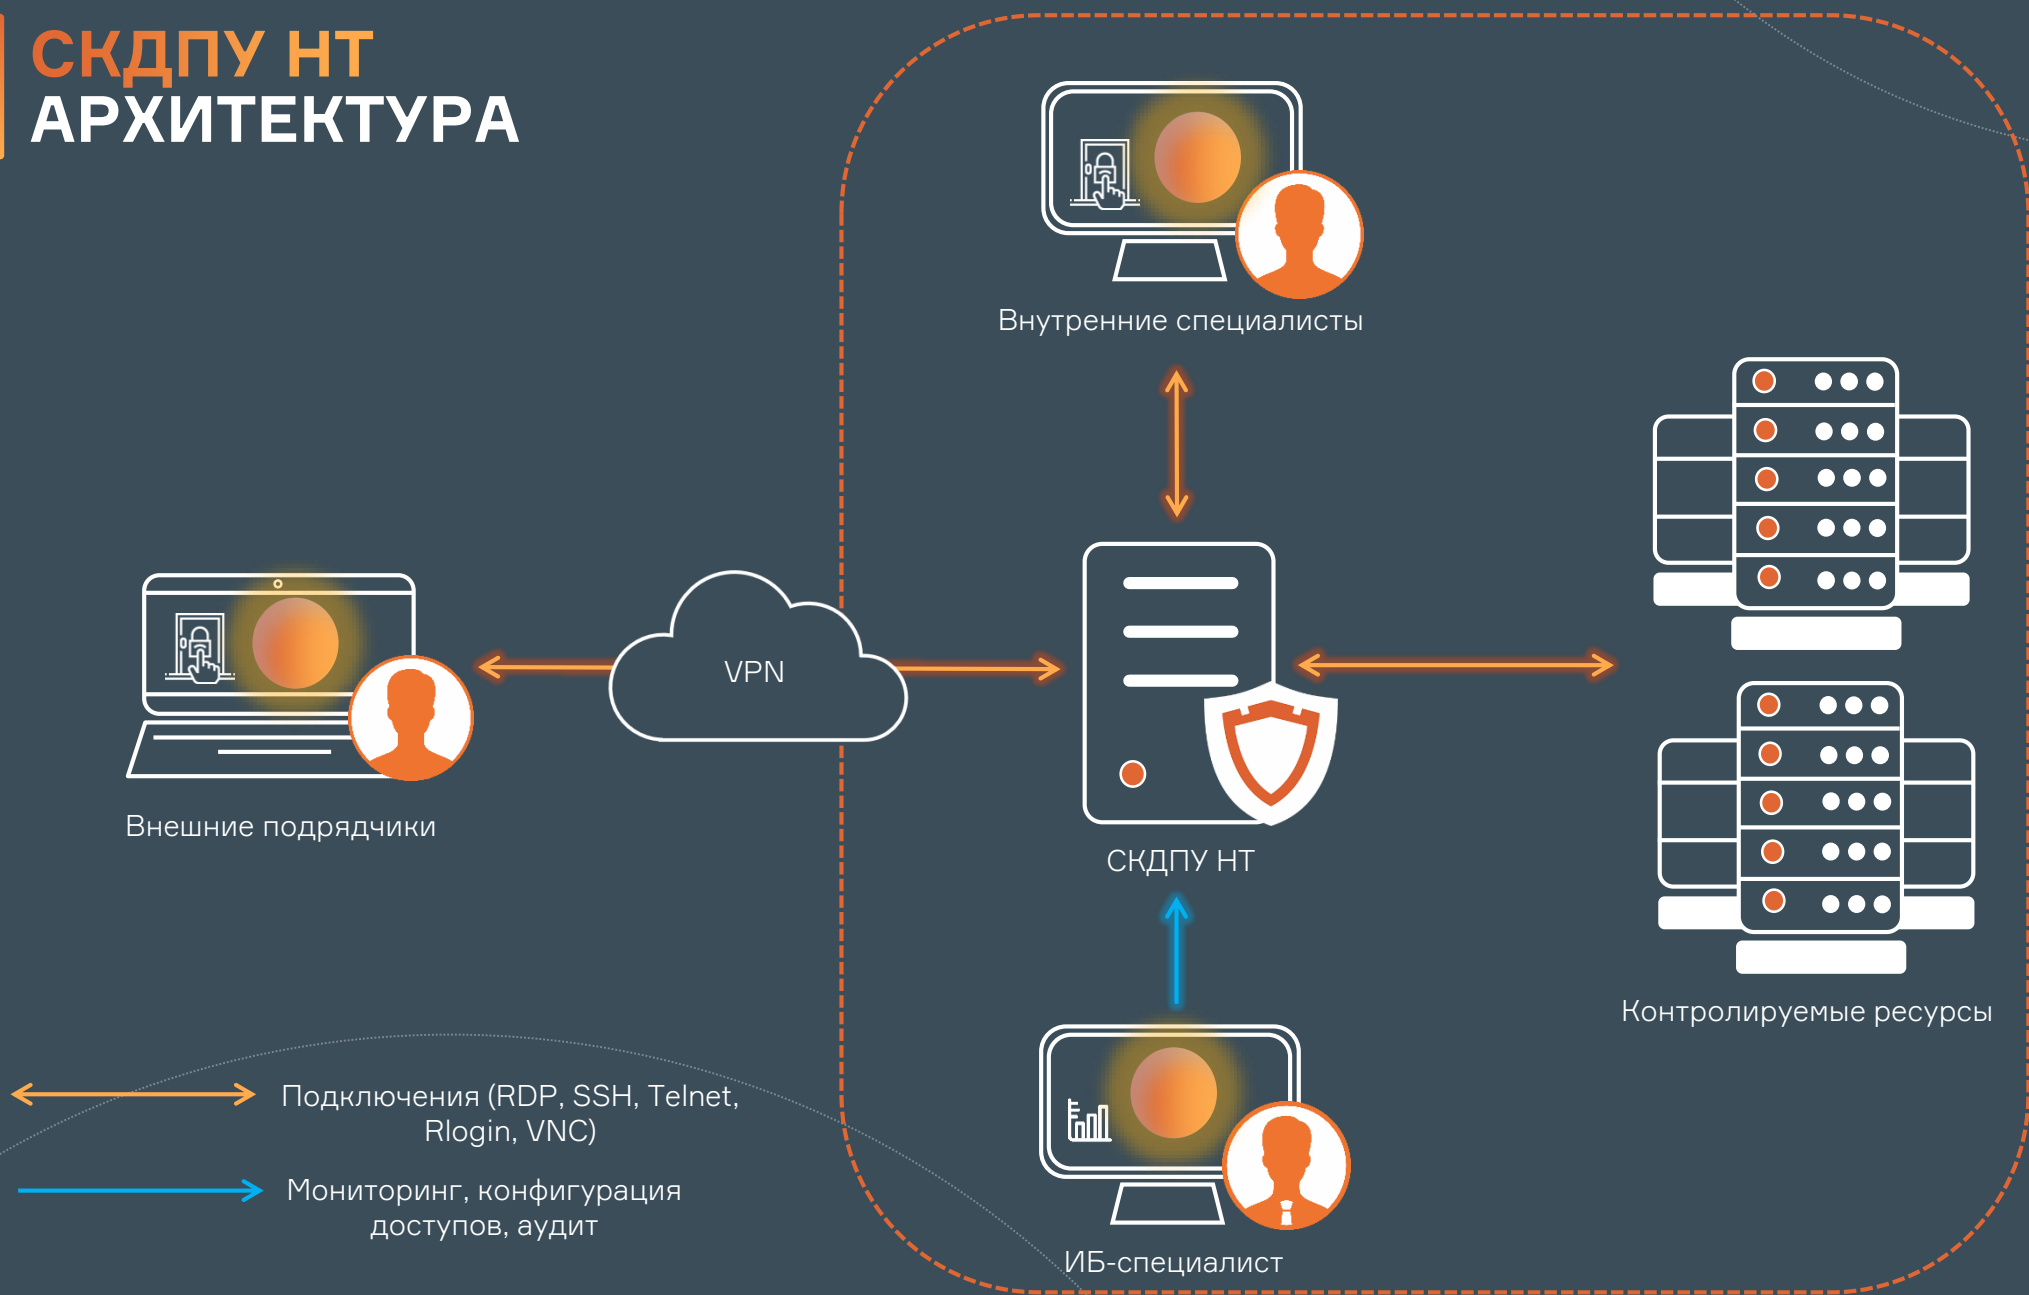 СКДПУ НТ
АРХИТЕКТУРА
Внутренние специалисты
VPN
Внешние подрядчики
СКДПУ НТ
Контролируемые ресурсы
Подключения (RDP, SSH, Telnet,
Rlogin, VNC)
Мониторинг, конфигурация
доступов, аудит
ИБ-специалист